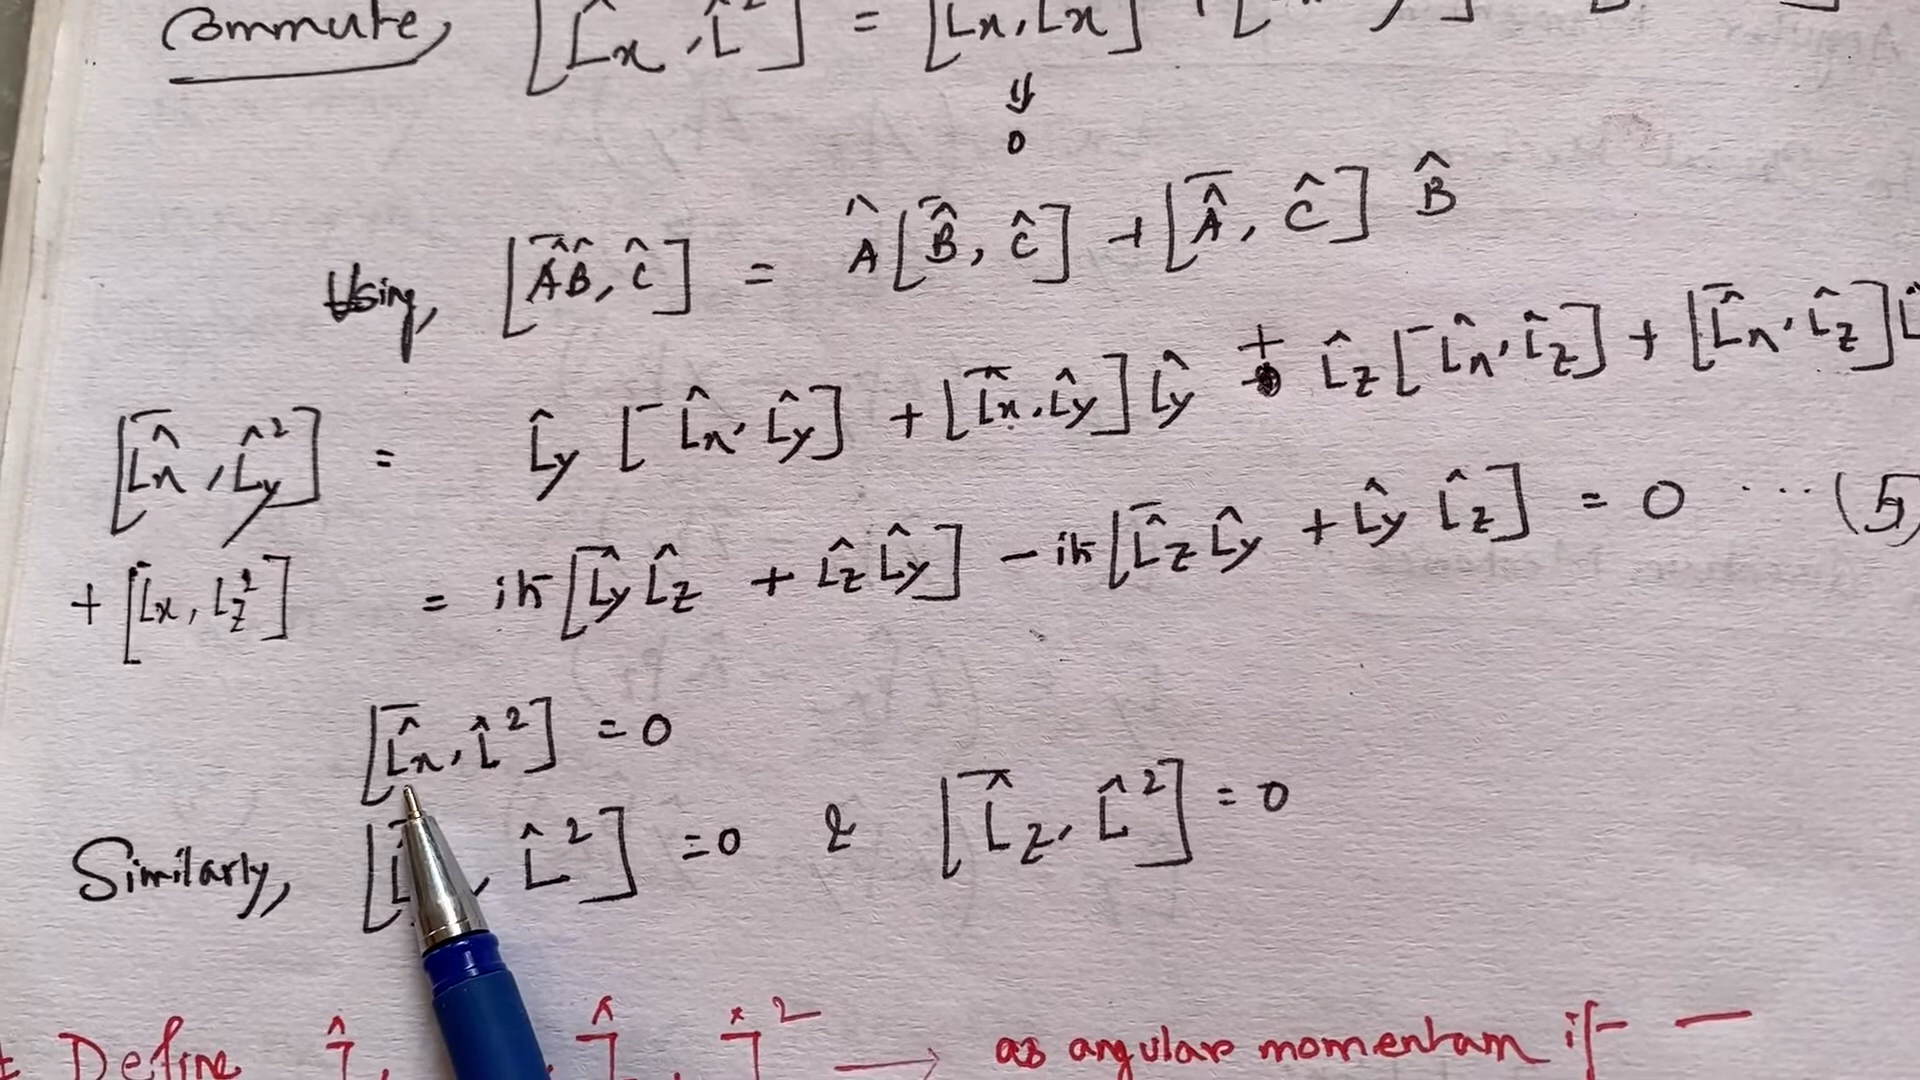 Commute, [L̂x, L̂²] = [Lx, Lx]
⇓
0
Using, [ÂB̂, Ĉ] = Â[B̂, Ĉ] + [Â, Ĉ] B̂
[L̂x, L̂y²] = L̂y [L̂x, L̂y] + [L̂x, L̂y] L̂y + L̂z [L̂x, L̂z] + [L̂x, L̂z]
+ [Lx, Lz²] = iħ[L̂y L̂z + L̂z L̂y] - iħ[L̂z L̂y + L̂y L̂z] = 0 ... (5)
[L̂x, L̂²] = 0
Similarly, [L , L̂²] = 0 & [L̂z, L̂²] = 0
Define Ĵ, , Ĵ, Ĵ² → as angular momentum if -